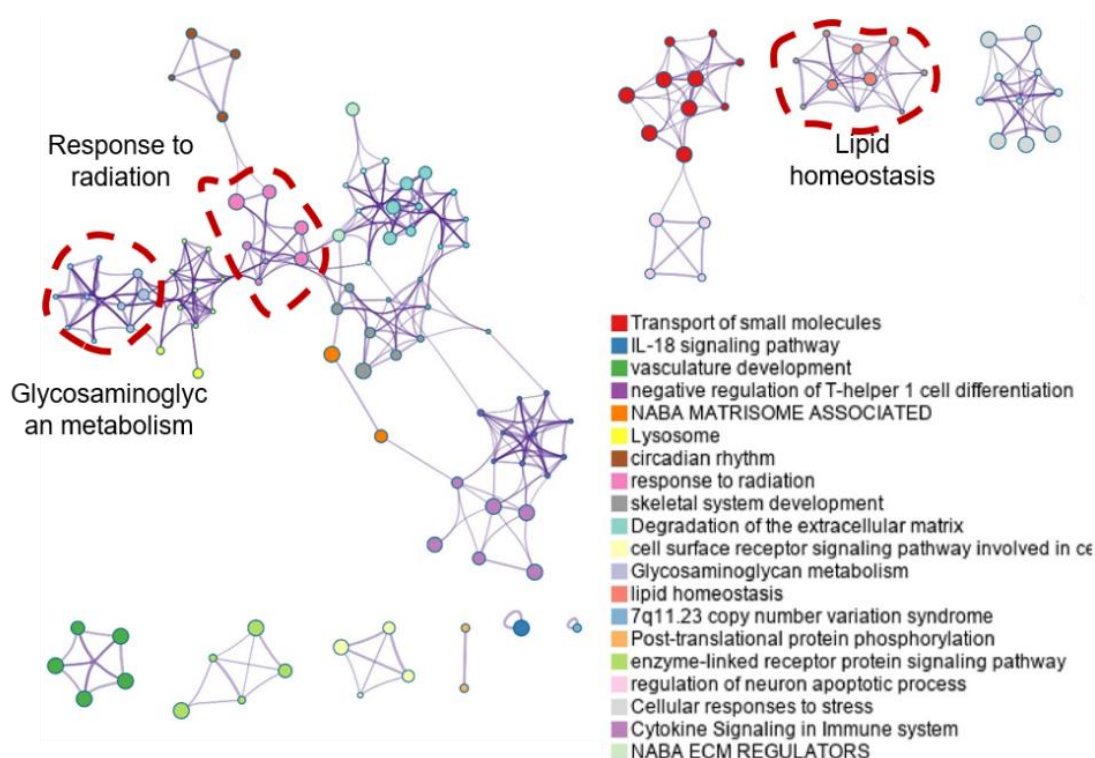 Response to
radiation
Lipid
homeostasis
Glycosaminoglyc
an metabolism
Transport of small molecules
IL-18 signaling pathway
vasculature development
negative regulation of T-helper 1 cell differentiation
NABA MATRISOME ASSOCIATED
Lysosome
circadian rhythm
response to radiation
skeletal system development
Degradation of the extracellular matrix
cell surface receptor signaling pathway involved in ce
Glycosaminoglycan metabolism
lipid homeostasis
7q11.23 copy number variation syndrome
Post-translational protein phosphorylation
enzyme-linked receptor protein signaling pathway
regulation of neuron apoptotic process
Cellular responses to stress
Cytokine Signaling in Immune system
NABA ECM REGULATORS